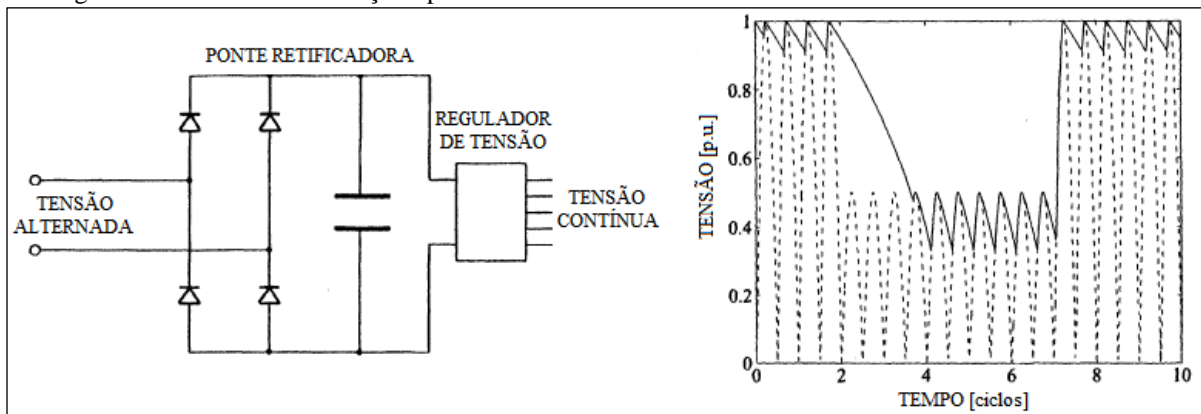 PONTE RETIFICADORA
REGULADOR
DE TENSÃO
TENSÃO
ALTERNADA
TENSÃO
CONTÍNUA
TENSÃO [p.u.]
1
0.8
0.6
0.4
0.2
0
0 2 4 6 8 10
TEMPO [ciclos]